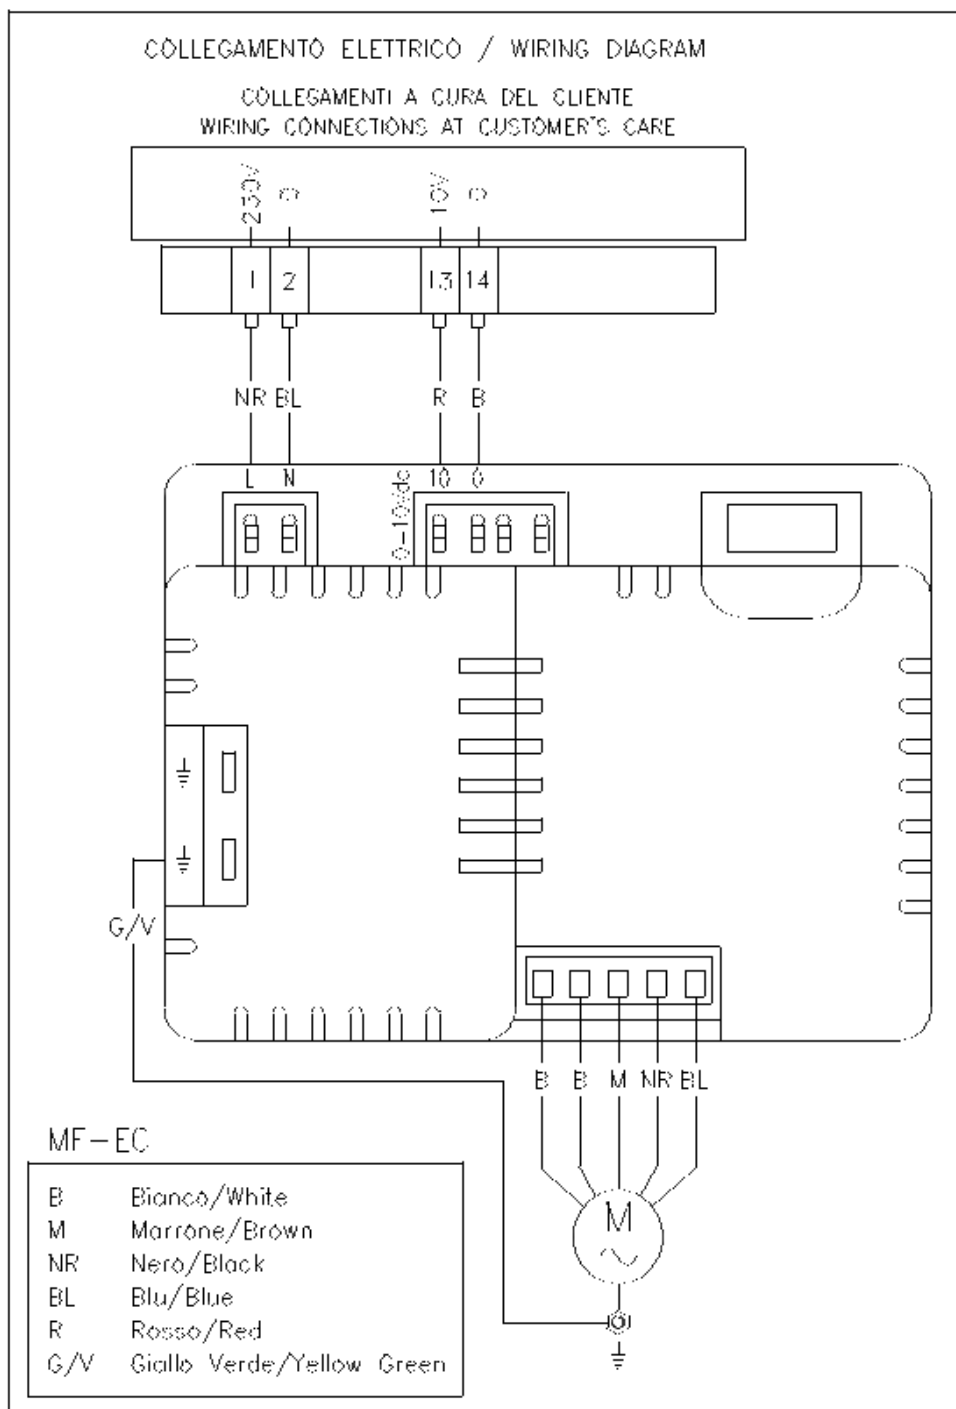 COLLEGAMENTO ELETTRICO / WIRING DIAGRAM
COLLEGAMENTI A CURA DEL CLIENTE
WIRING CONNECTIONS AT CUSTOMER'S CARE
230V 0 10V 0
1 2 13 14
NR BL R B
L N 0-10Vdc 10 0
G/V
B B M NR BL
M
MF-EC
B Bianco/White
M Marrone/Brown
NR Nero/Black
BL Blu/Blue
R Rosso/Red
G/V Giallo Verde/Yellow Green